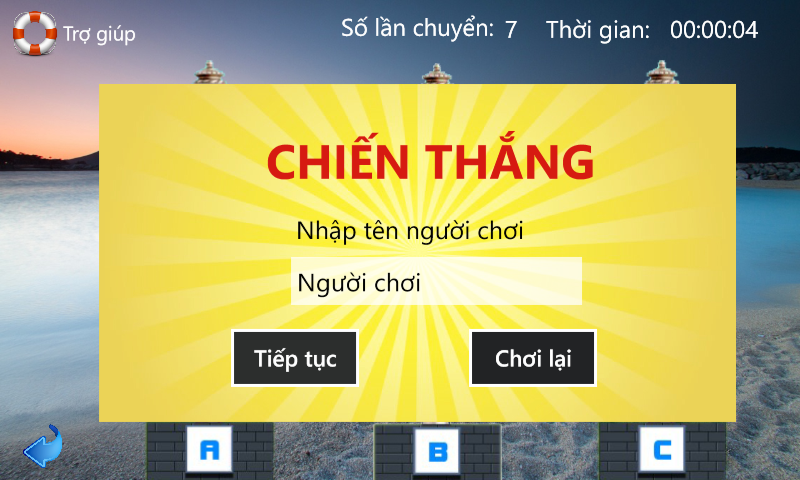 Trợ giúp
Số lần chuyển: 7 Thời gian: 00:00:04
CHIẾN THẮNG
Nhập tên người chơi
Người chơi
Tiếp tục
Chơi lại
A
B
C